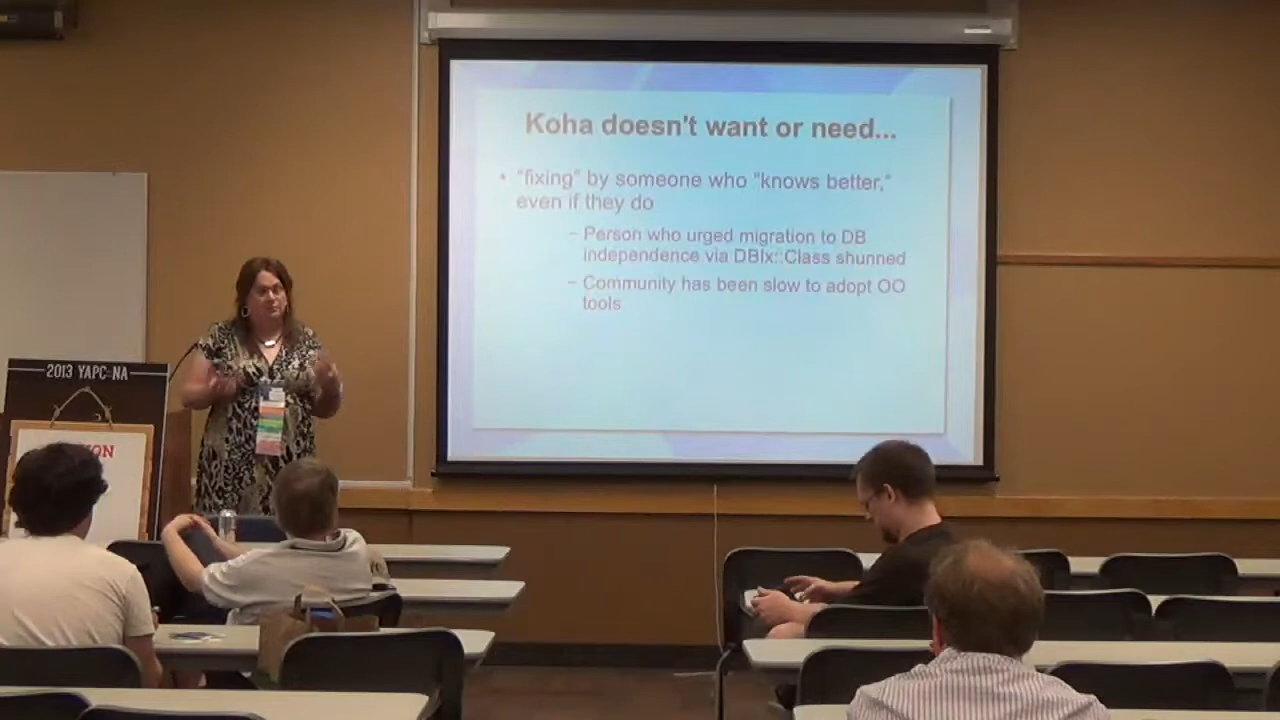 Koha doesn't want or need...
• "fixing" by someone who "knows better,"
even if they do
– Person who urged migration to DB
independence via DBIx::Class shunned
– Community has been slow to adopt OO
tools
2013 YAPC NA